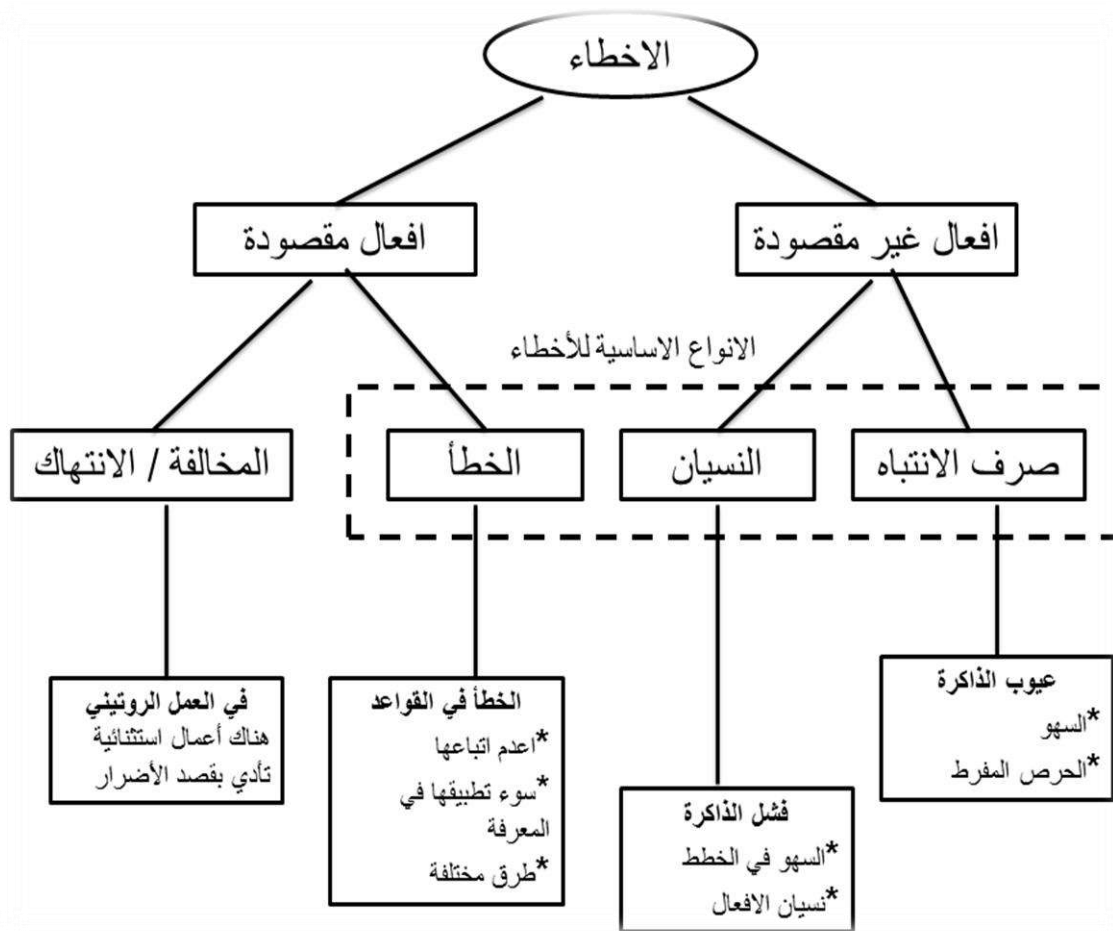 الاخطاء
افعال غير مقصودة
افعال مقصودة
الانواع الاساسية للأخطاء
صرف الانتباه
النسيان
الخطأ
المخالفة / الانتهاك
عيوب الذاكرة
*السهو
*الحرص المفرط
فشل الذاكرة
*السهو في الخطط
*نسيان الافعال
الخطأ في القواعد
*اعدم اتباعها
*سوء تطبيقها في
المعرفة
*طرق مختلفة
في العمل الروتيني
هناك أعمال استثنائية
تأدي بقصد الأضرار